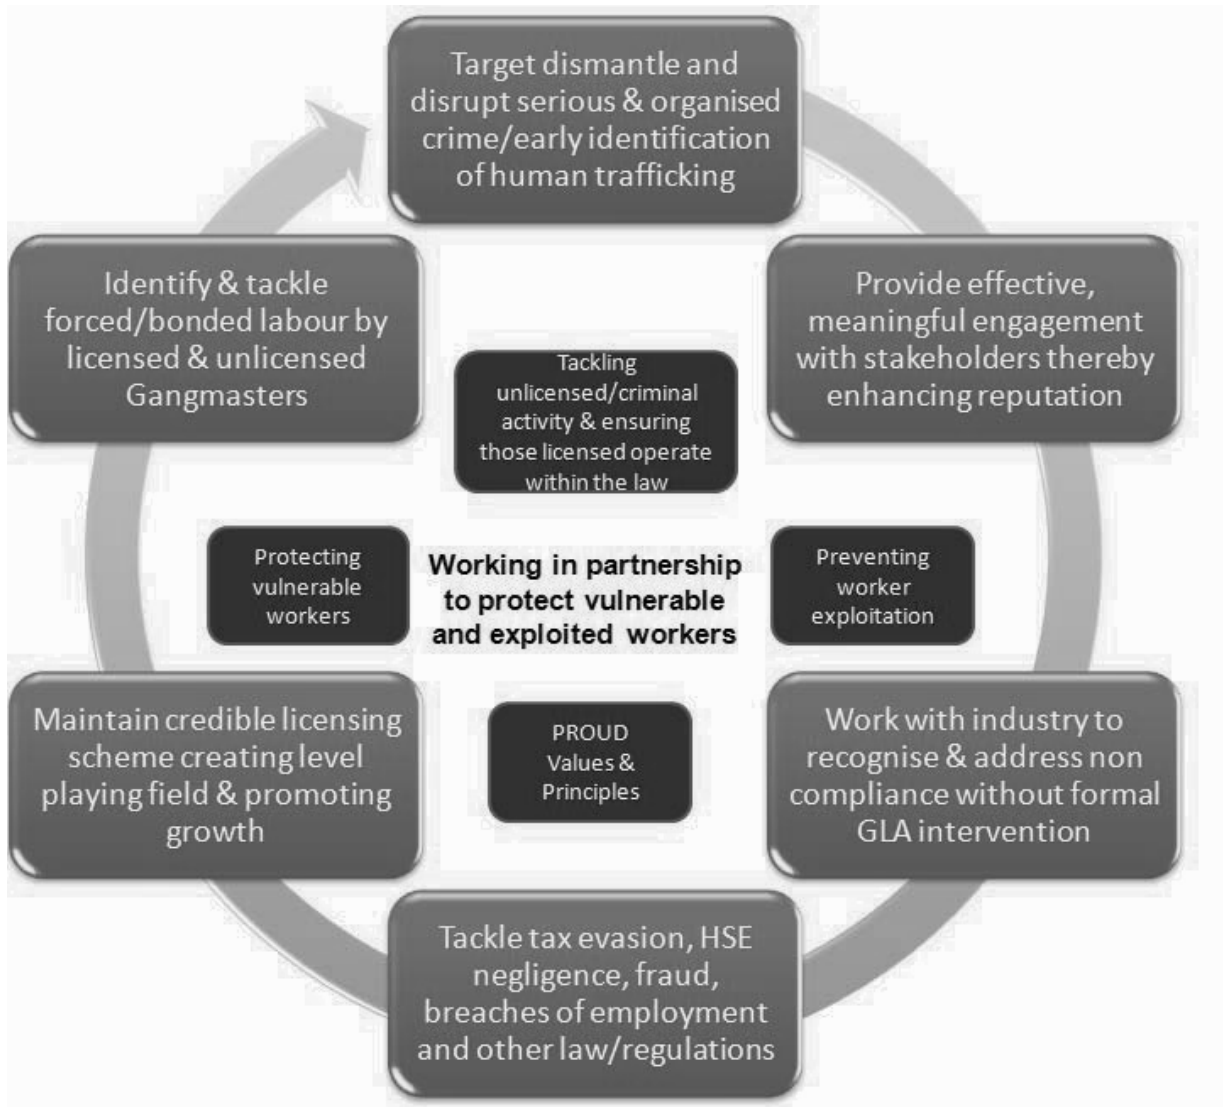 Target dismantle and
disrupt serious & organised
crime/early identification
of human trafficking
Identify & tackle
forced/bonded labour by
licensed & unlicensed
Gangmasters
Provide effective,
meaningful engagement
with stakeholders thereby
enhancing reputation
Tackling
unlicensed/criminal
activity & ensuring
those licensed operate
within the law
Protecting
vulnerable
workers
Working in partnership
to protect vulnerable
and exploited workers
Preventing
worker
exploitation
Maintain credible licensing
scheme creating level
playing field & promoting
growth
PROUD
Values &
Principles
Work with industry to
recognise & address non
compliance without formal
GLA intervention
Tackle tax evasion, HSE
negligence, fraud,
breaches of employment
and other law/regulations